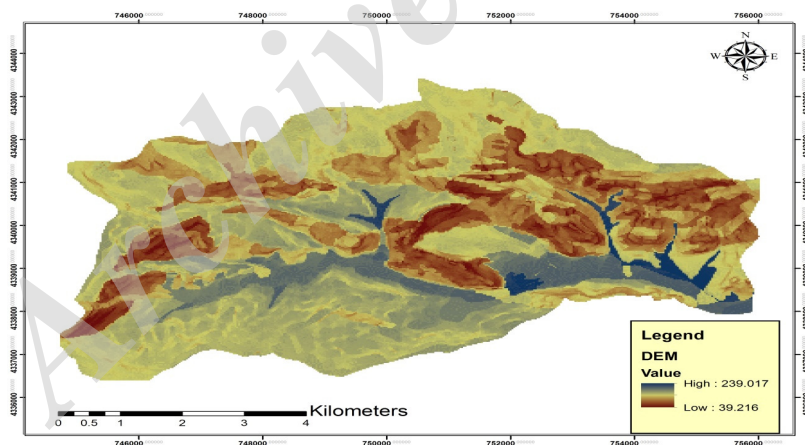 746000 748000 750000 752000 754000 756000
N
W E
S
4344000
4343000
4342000
4341000
4340000
4339000
4338000
4337000
4336000
Archive
Legend
DEM
Value
High : 239.017
Low : 39.216
0 0.5 1 2 3 4 Kilometers
746000 748000 750000 752000 754000 756000